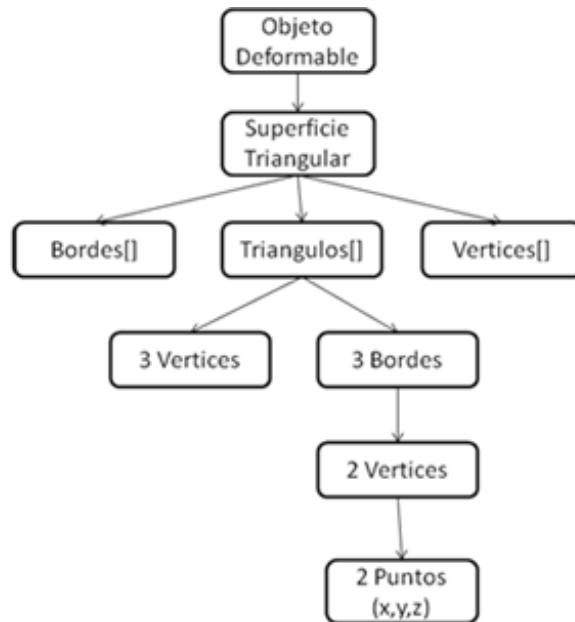 Objeto
Deformable
Superficie
Triangular
Bordes[]
Triangulos[]
Vertices[]
3 Vertices
3 Bordes
2 Vertices
2 Puntos
(x,y,z)